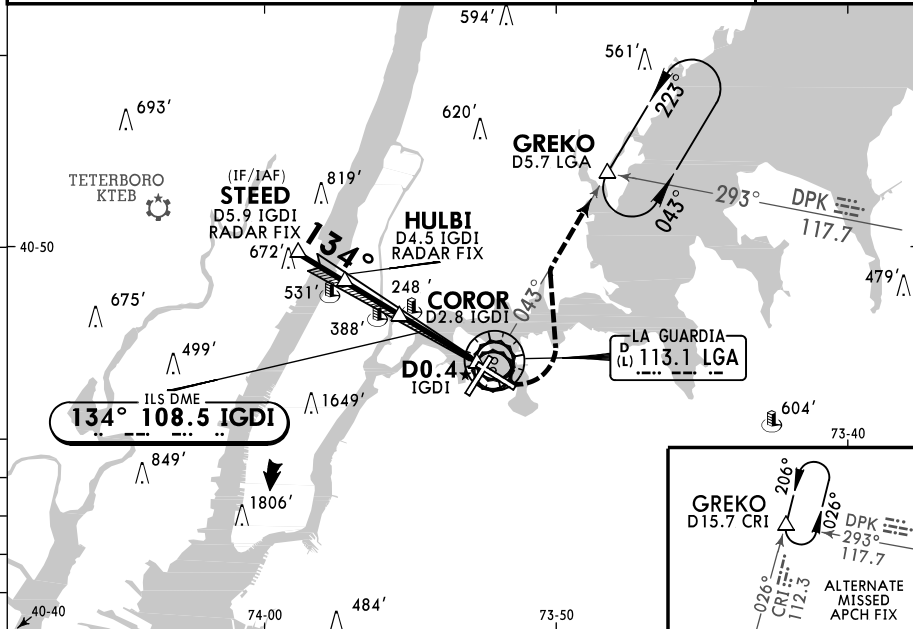 594'
561'
693'
620'
223°
GREKO
D5.7 LGA
TETERBORO
KTEB
(IF/IAF)
STEED
D5.9 IGDI
RADAR FIX
819'
293°
DPK
117.7
043°
HULBI
D4.5 IGDI
RADAR FIX
134°
40-50
672'
479'
531'
248'
COROR
D2.8 IGDI
043°
675'
388'
499'
LA GUARDIA
D
(L) 113.1 LGA
D0.4
IGDI
ILS DME
134° 108.5 IGDI
1649'
604'
73-40
849'
1806'
206°
026°
GREKO
D15.7 CRI
DPK
293°
117.7
026°
CRI
112.3
ALTERNATE
MISSED
APCH FIX
40-40
74-00
484'
73-50